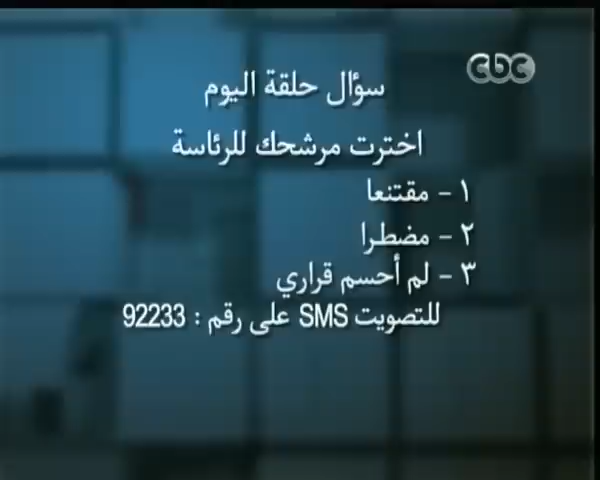 cbc
سؤال حلقة اليوم
اخترت مرشحك للرئاسة
١ - مقتنعا
٢ - مضطرا
٣ - لم أحسم قراري
للتصويت SMS على رقم : 92233